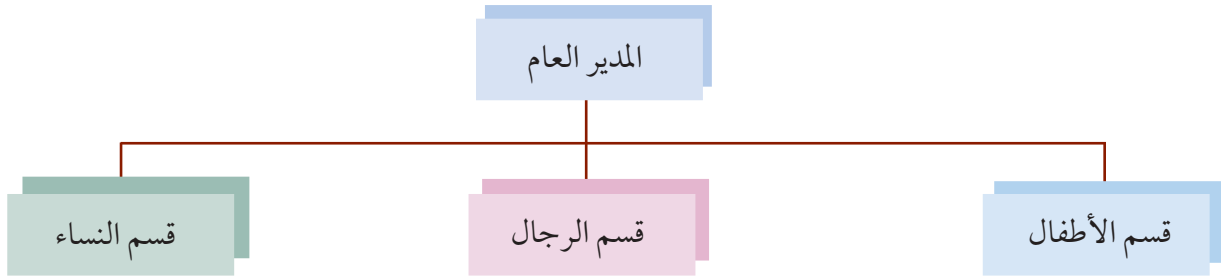 المدير العام
قسم الأطفال
قسم الرجال
قسم النساء